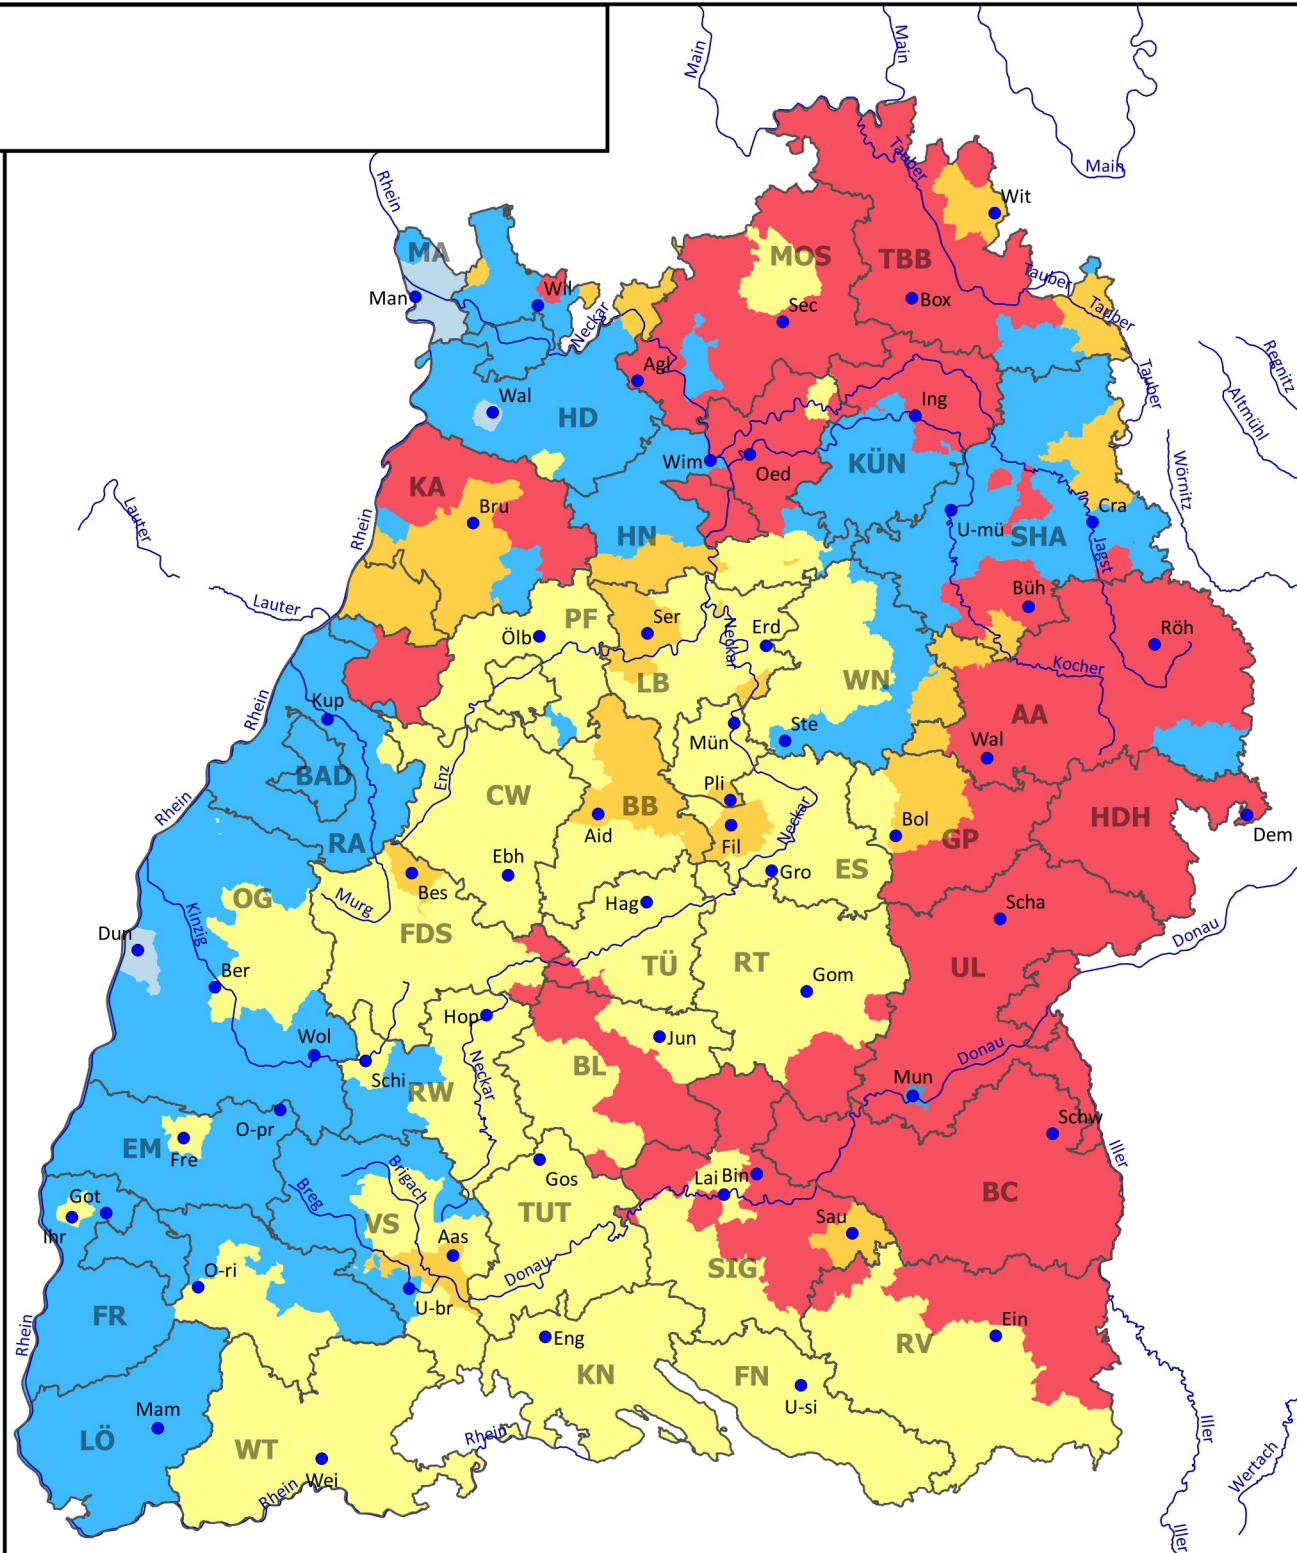 Main
Main
Main
Rhein
Tauber
Wit
MA
MOS
TBB
Man
Wil
Neckar
Sec
Box
Tauber
Tauber
Tauber
Regnitz
Altmühl
Wörnitz
Agl
Wal
HD
Ing
Wim
Oed
KÜN
KA
Bru
Lauter
Rhein
HN
U-mü
SHA
Cra
Jagst
Lauter
Büh
PF
Ölb
Ser
Neckar
Erd
Röh
LB
WN
Kocher
Rhein
Kup
Mün
Ste
AA
Wal
BAD
Enz
CW
Pli
BB
Aid
Fil
Neckar
Bol
GP
HDH
Dem
Rhein
RA
Ebh
Bes
Gro
ES
OG
Murg
Hag
Scha
Kinzig
Dun
FDS
Donau
Ber
TÜ
RT
Gom
UL
Hop
Wol
Jun
Schi
Neckar
BL
Donau
RW
Mun
O-pr
Schw
EM
Fre
Iller
Brigach
Breg
Gos
Lai
Bin
BC
Got
Ihr
VS
TUT
Sau
Aas
O-ri
Donau
SIG
U-br
FR
Rhein
Eng
Ein
RV
KN
FN
U-si
Mam
LÖ
WT
Rhein
Iller
Wei
Rhein
Wertach
Iller